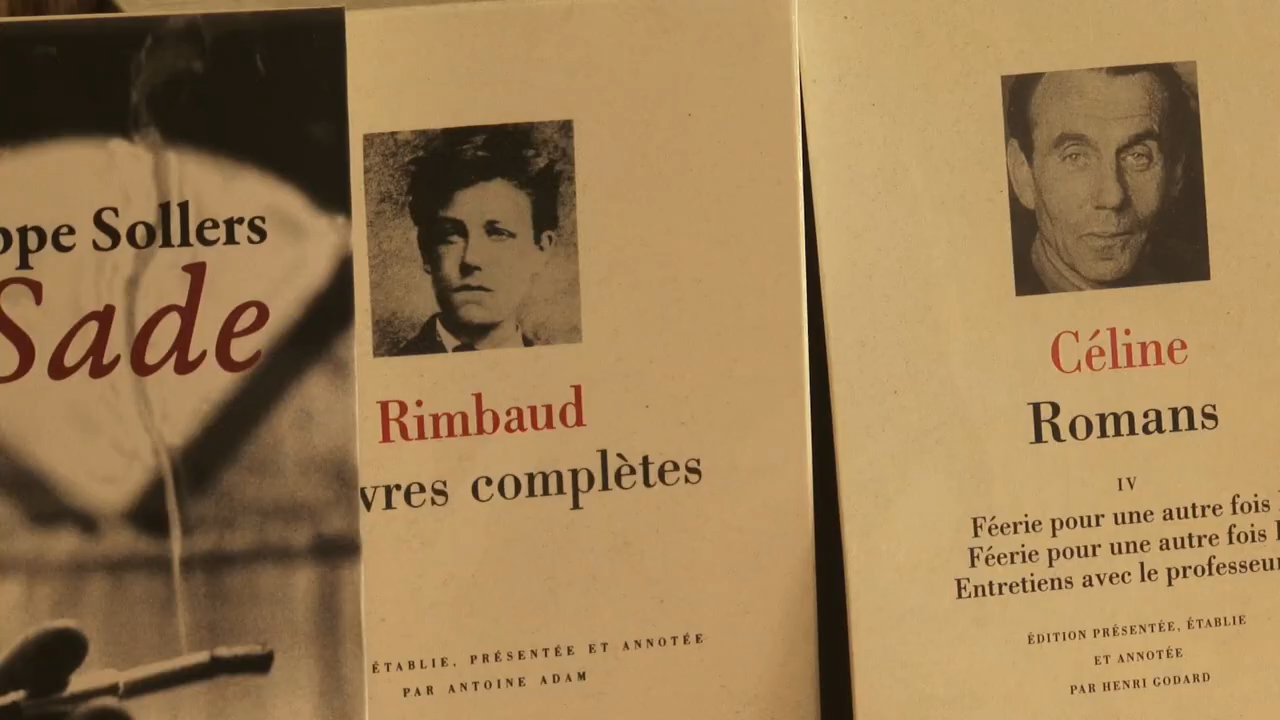 ope Sollers
Sade
Rimbaud
vres complètes
ÉTABLIE, PRÉSENTÉE ET ANNOTÉE
PAR ANTOINE ADAM
Céline
Romans
IV
Féerie pour une autre fois
Féerie pour une autre fois
Entretiens avec le professeur
ÉDITION PRÉSENTÉE, ÉTABLIE
ET ANNOTÉE
PAR HENRI GODARD